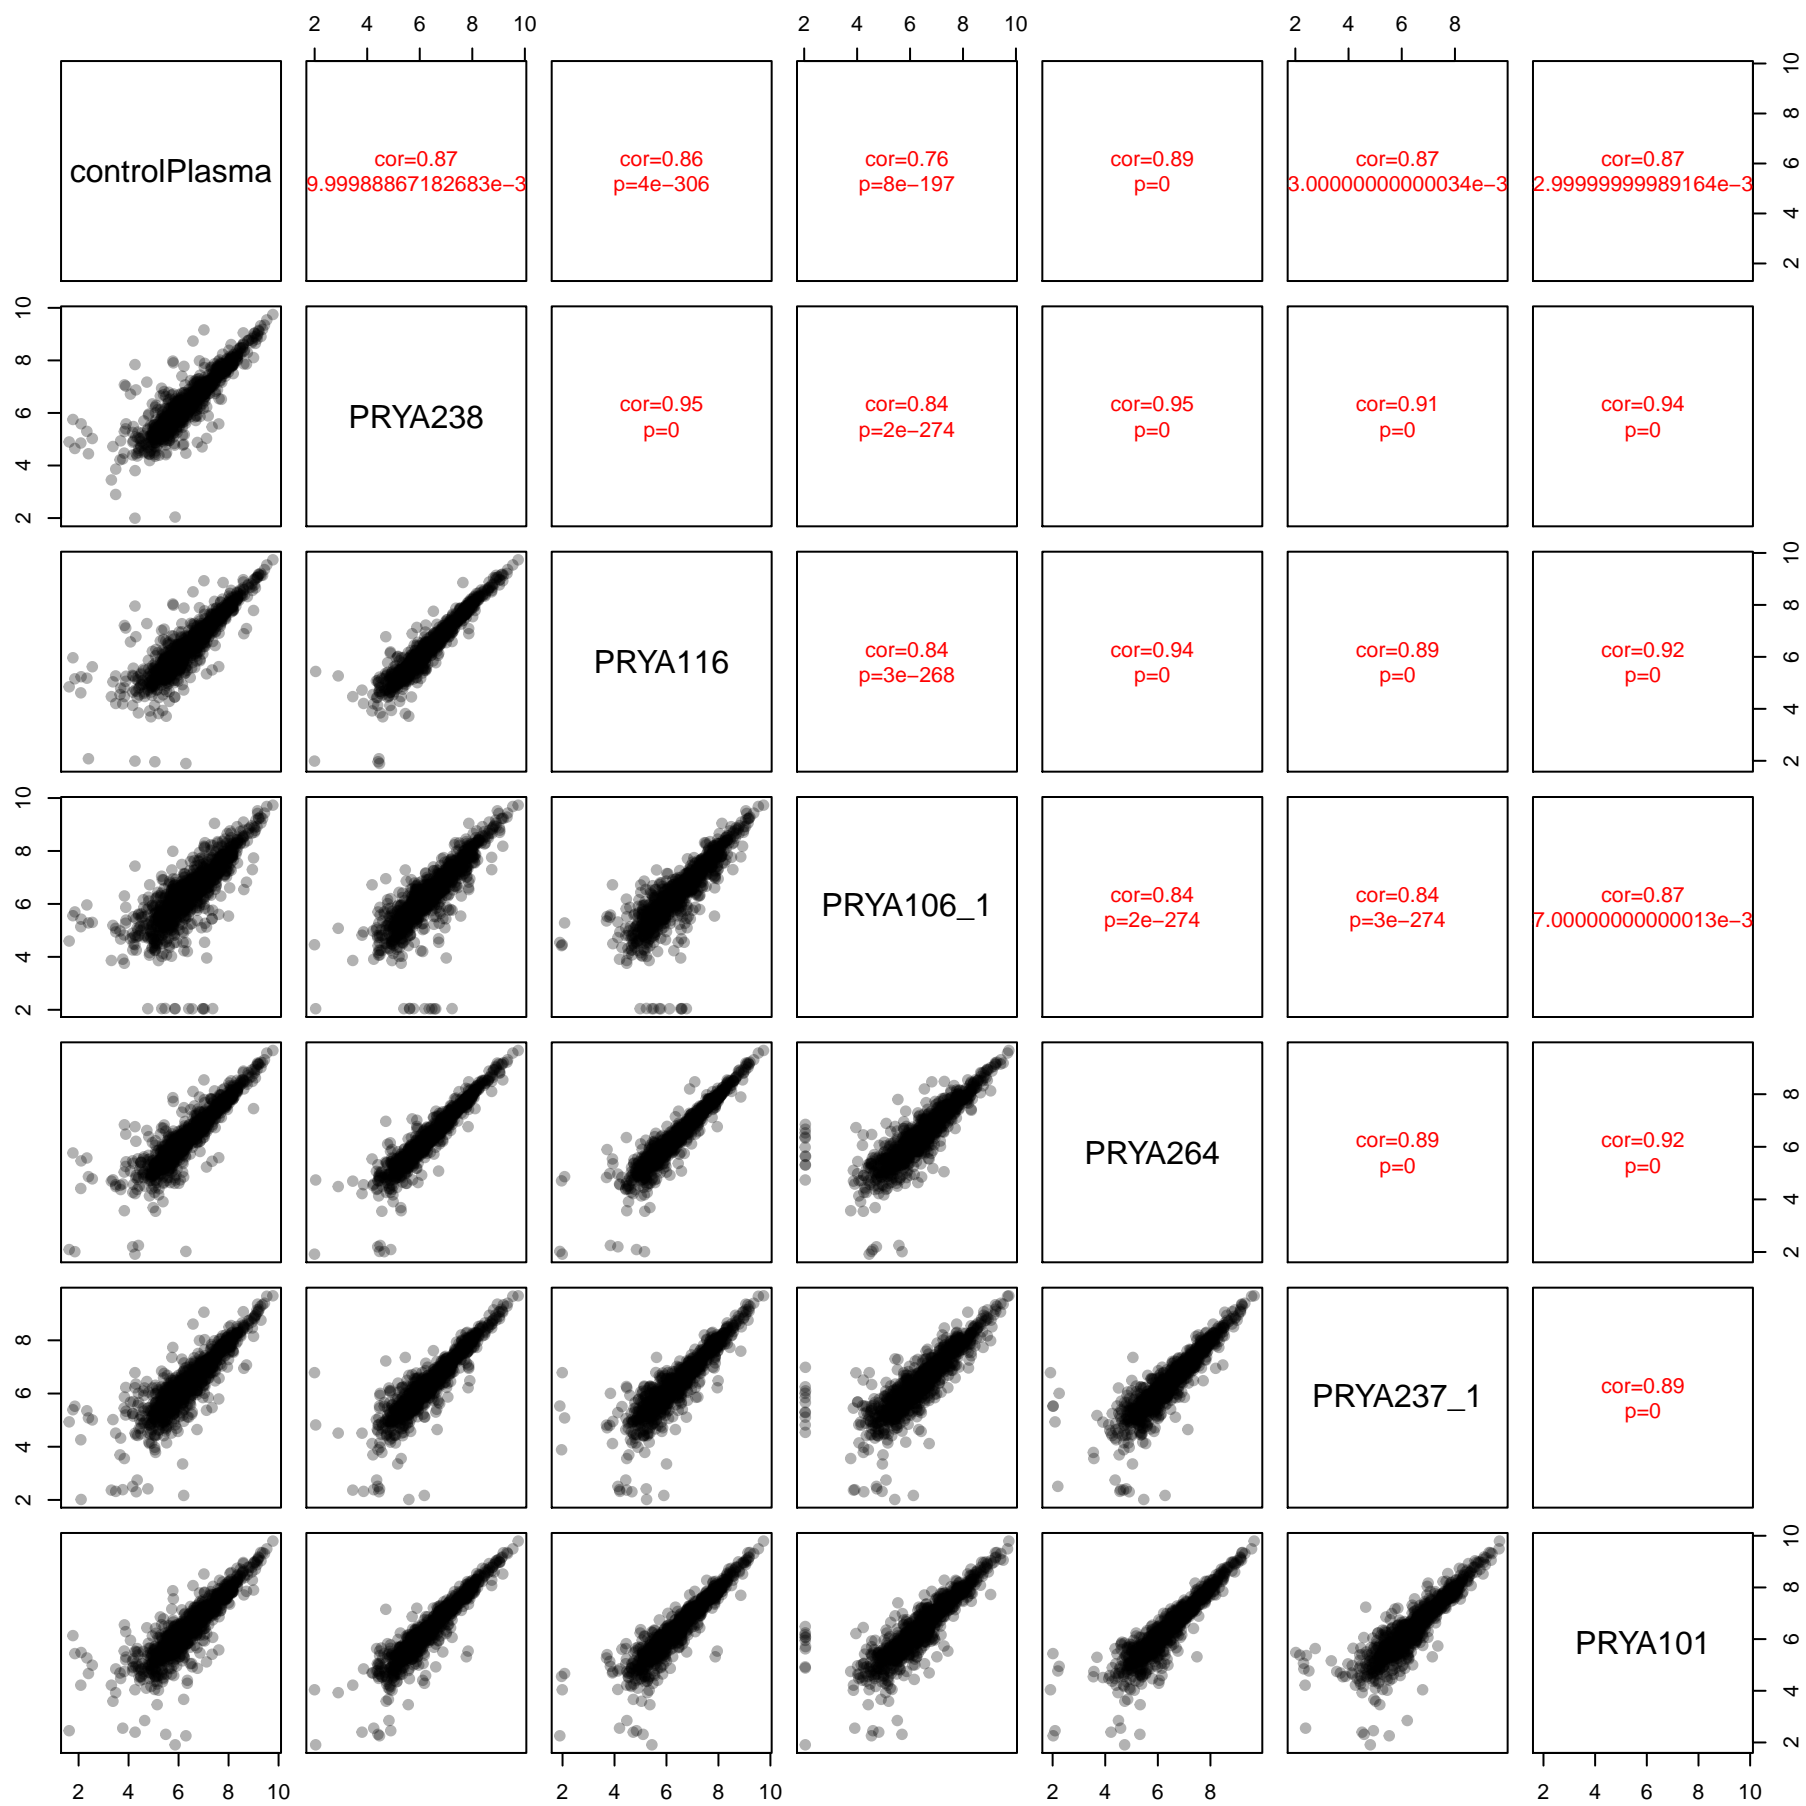 2 4 6 8 10 2 4 6 8 10 2 4 6 8
controlPlasma
cor=0.87
9.99988867182683e−3
cor=0.86
p=4e−306
cor=0.76
p=8e−197
cor=0.89
p=0
cor=0.87
3.00000000000034e−3
cor=0.87
2.99999999989164e−3
2 4 6 8 10
2 4 6 8 10
PRYA238
cor=0.95
p=0
cor=0.84
p=2e−274
cor=0.95
p=0
cor=0.91
p=0
cor=0.94
p=0
PRYA116
cor=0.84
p=3e−268
cor=0.94
p=0
cor=0.89
p=0
cor=0.92
p=0
2 4 6 8 10
2 4 6 8 10
PRYA106_1
cor=0.84
p=2e−274
cor=0.84
p=3e−274
cor=0.87
7.00000000000013e−3
PRYA264
cor=0.89
p=0
cor=0.92
p=0
2 4 6 8
2 4 6 8
PRYA237_1
cor=0.89
p=0
PRYA101
2 4 6 8 10
2 4 6 8 10 2 4 6 8 10 2 4 6 8 2 4 6 8 10